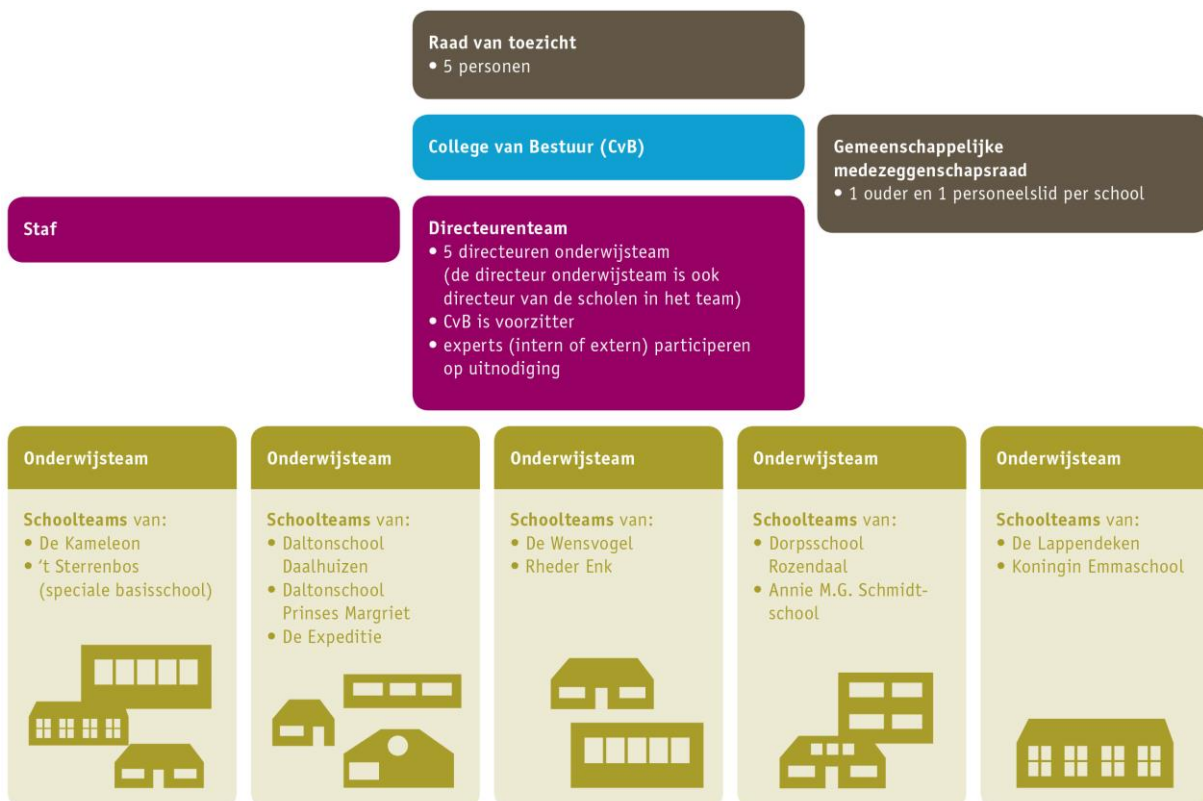 Raad van toezicht
• 5 personen
College van Bestuur (CvB)
Gemeenschappelijke
medezeggenschapsraad
• 1 ouder en 1 personeelslid per school
Staf
Directeurenteam
• 5 directeuren onderwijsteam
(de directeur onderwijsteam is ook
directeur van de scholen in het team)
• CvB is voorzitter
• experts (intern of extern) participeren
op uitnodiging
Onderwijsteam
Schoolteams van:
• De Kameleon
• ’t Sterrenbos
(speciale basisschool)
Onderwijsteam
Schoolteams van:
• Daltonschool
Daalhuizen
• Daltonschool
Prinses Margriet
• De Expeditie
Onderwijsteam
Schoolteams van:
• De Wensvogel
• Rheder Enk
Onderwijsteam
Schoolteams van:
• Dorpsschool
Rozendaal
• Annie M.G. Schmidt-
school
Onderwijsteam
Schoolteams van:
• De Lappendeken
• Koningin Emmaschool